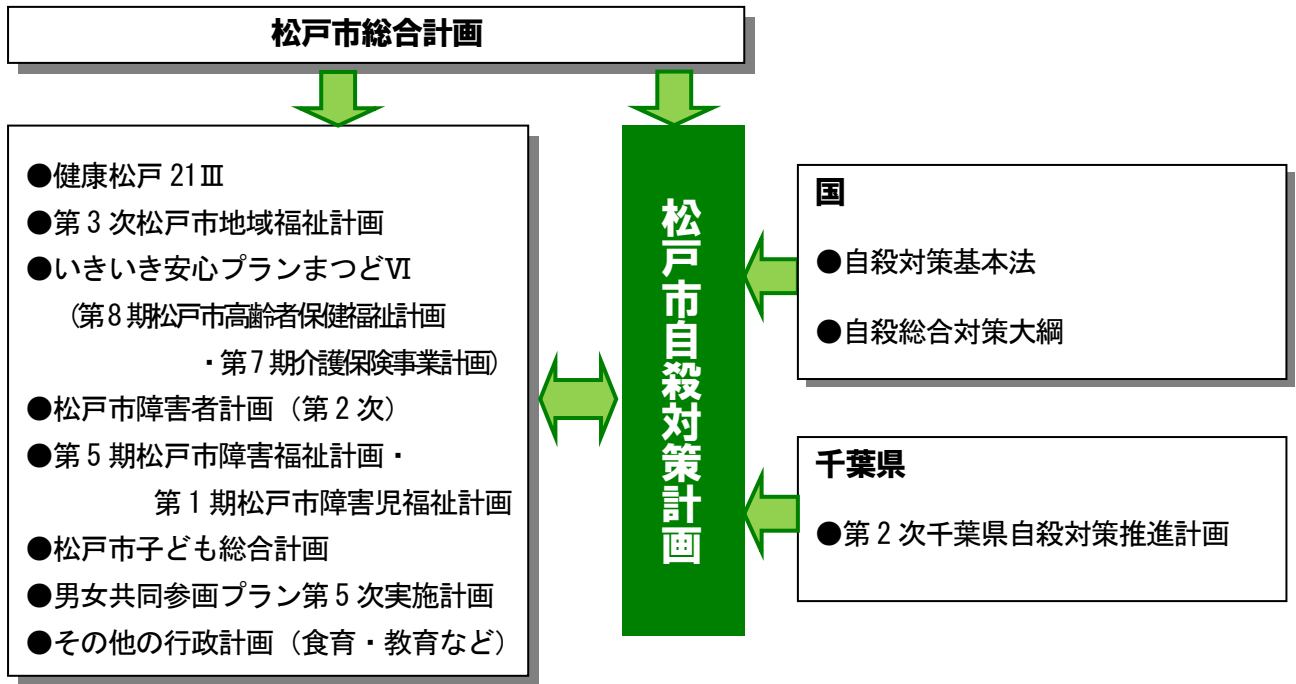 松戸市総合計画
●健康松戸21Ⅲ
●第3次松戸市地域福祉計画
●いきいき安心プランまつどⅥ
(第8期松戸市高齢者保健福祉計画
・第7期介護保険事業計画)
●松戸市障害者計画（第2次）
●第5期松戸市障害福祉計画・
第1期松戸市障害児福祉計画
●松戸市子ども総合計画
●男女共同参画プラン第5次実施計画
●その他の行政計画（食育・教育など）
松戸市自殺対策計画
国
●自殺対策基本法
●自殺総合対策大綱
千葉県
●第2次千葉県自殺対策推進計画